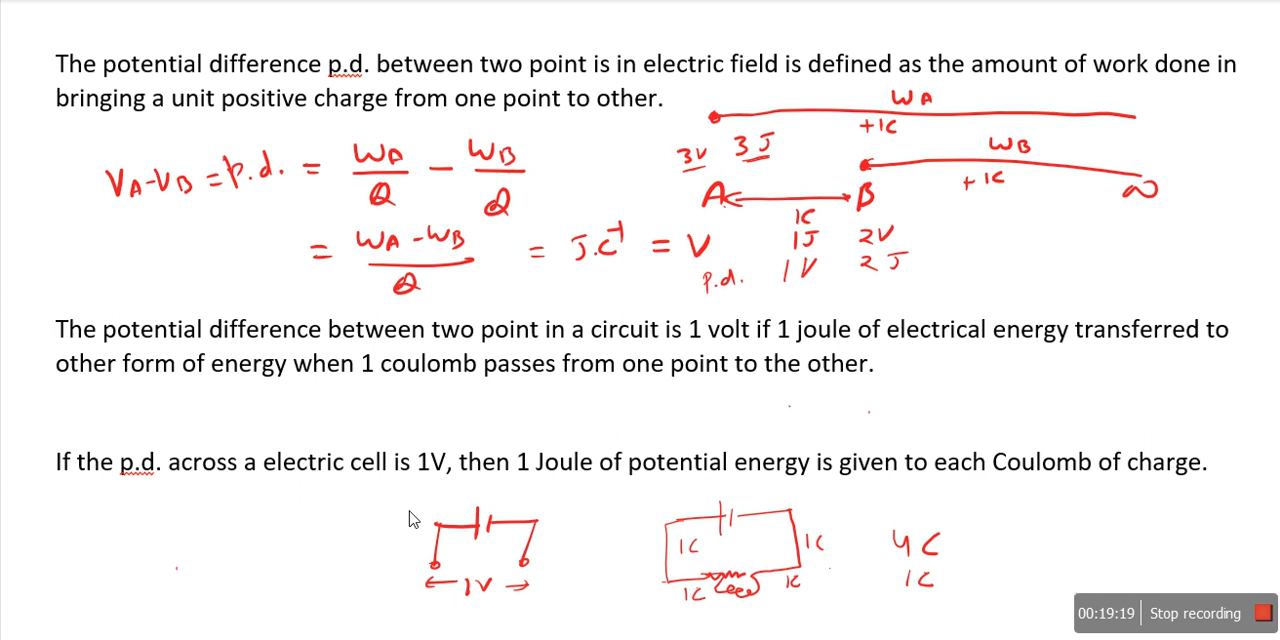 The potential difference p.d. between two point is in electric field is defined as the amount of work done in
bringing a unit positive charge from one point to other.
WA
+1C
3V 3J
WB
+1C
VA-VB = p.d. = WA/Q - WB/Q
A B ∞
= WA-WB/Q = J.C⁻¹ = V
1C
1J 2V
p.d. 1V 2J
The potential difference between two point in a circuit is 1 volt if 1 joule of electrical energy transferred to
other form of energy when 1 coulomb passes from one point to the other.
If the p.d. across a electric cell is 1V, then 1 Joule of potential energy is given to each Coulomb of charge.
1C 1C 4C
1V 1C 1C 1C
00:19:19 Stop recording